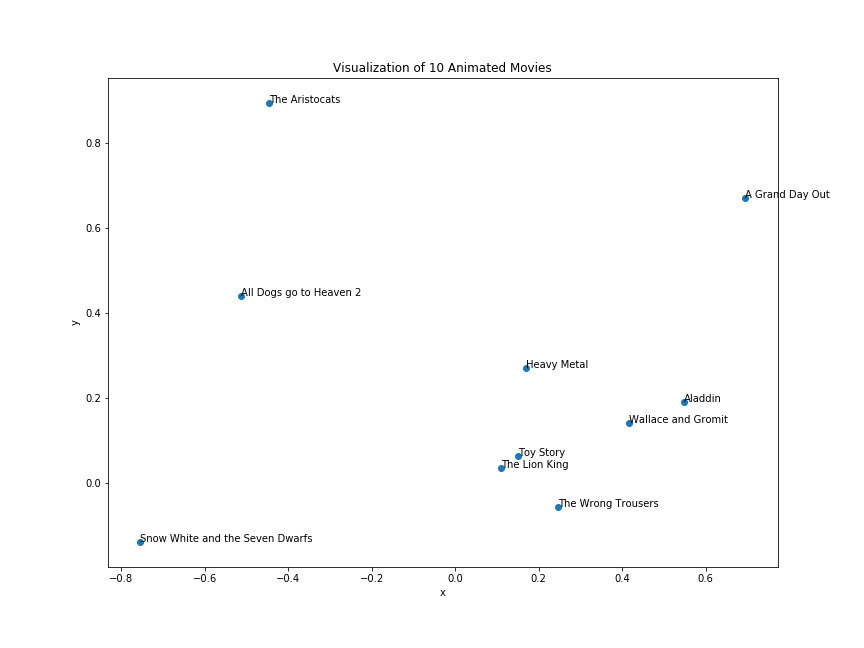 Visualization of 10 Animated Movies
The Aristocats
0.8
A Grand Day Out
0.6
All Dogs go to Heaven 2
0.4
y
Heavy Metal
Aladdin
0.2
Wallace and Gromit
Toy Story
The Lion King
0.0
The Wrong Trousers
Snow White and the Seven Dwarfs
−0.8 −0.6 −0.4 −0.2 0.0 0.2 0.4 0.6
x